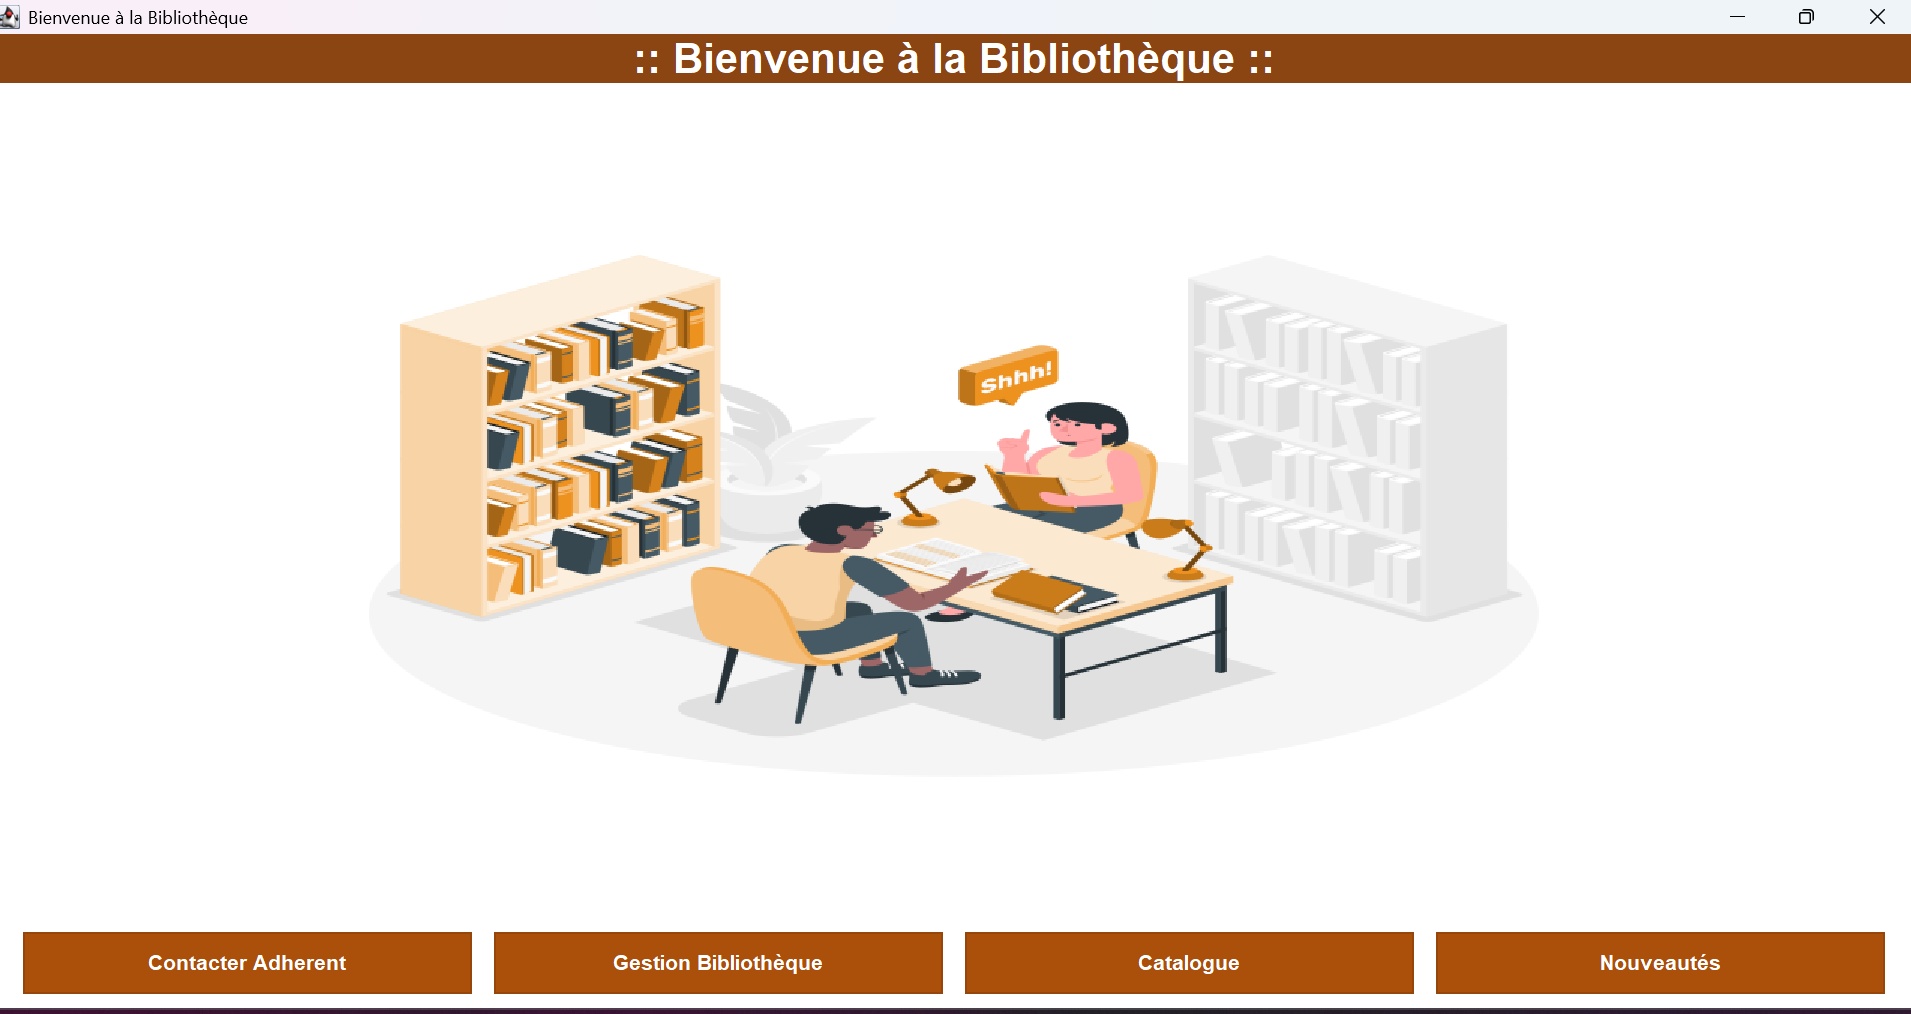 Bienvenue à la Bibliothèque
:: Bienvenue à la Bibliothèque ::
Shhh!
Contacter Adherent
Gestion Bibliothèque
Catalogue
Nouveautés